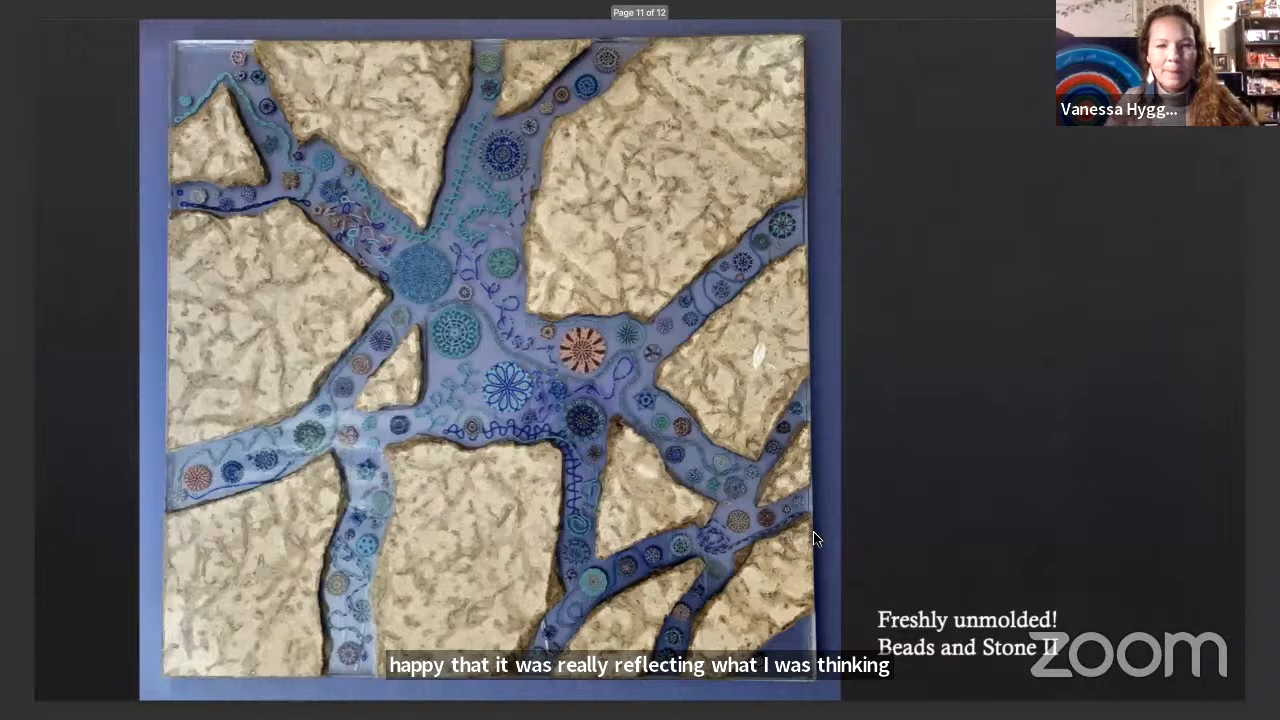 Page 11 of 12
Vanessa Hygg...
Freshly unmolded!
Beads and Stone II
zoom
happy that it was really reflecting what I was thinking